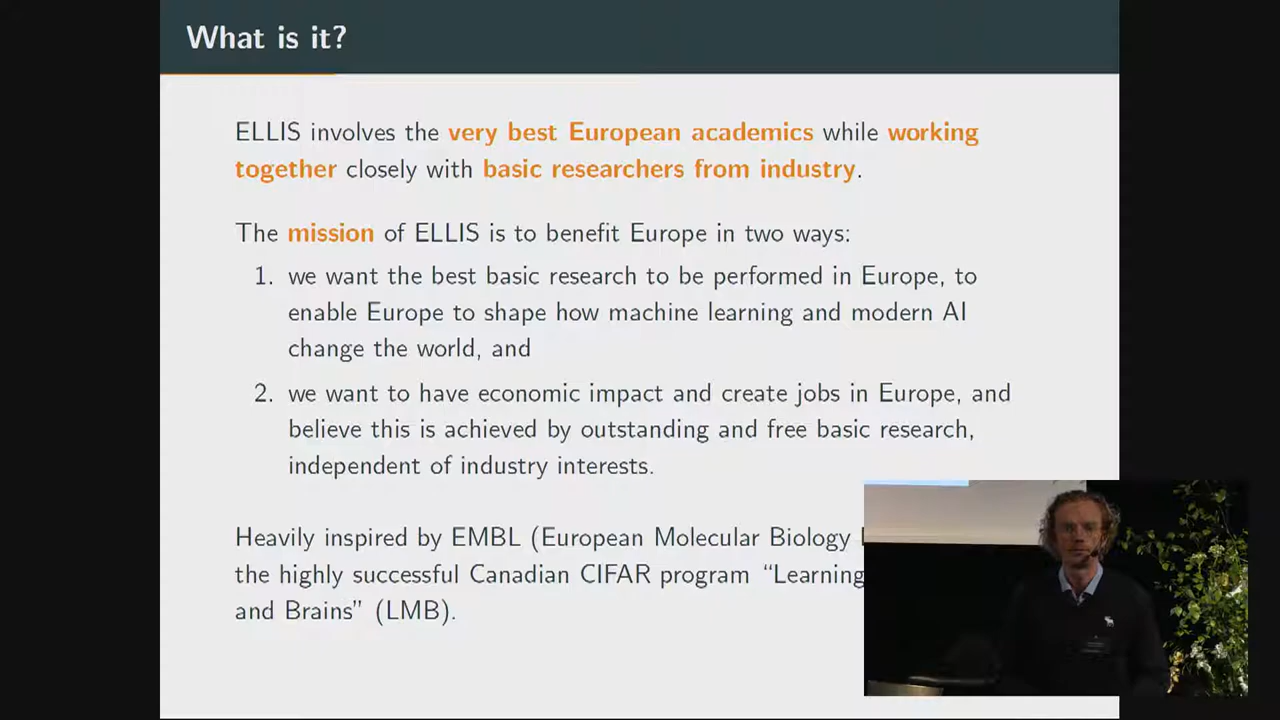 What is it?
ELLIS involves the very best European academics while working
together closely with basic researchers from industry.
The mission of ELLIS is to benefit Europe in two ways:
1. we want the best basic research to be performed in Europe, to
enable Europe to shape how machine learning and modern AI
change the world, and
2. we want to have economic impact and create jobs in Europe, and
believe this is achieved by outstanding and free basic research,
independent of industry interests.
Heavily inspired by EMBL (European Molecular Biology
the highly successful Canadian CIFAR program “Learning
and Brains” (LMB).